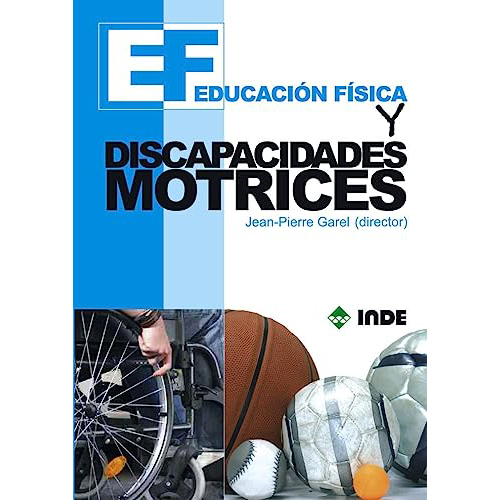 EF EDUCACIÓN FÍSICA
Y
DISCAPACIDADES
MOTRICES
Jean-Pierre Garel (director)
INDE